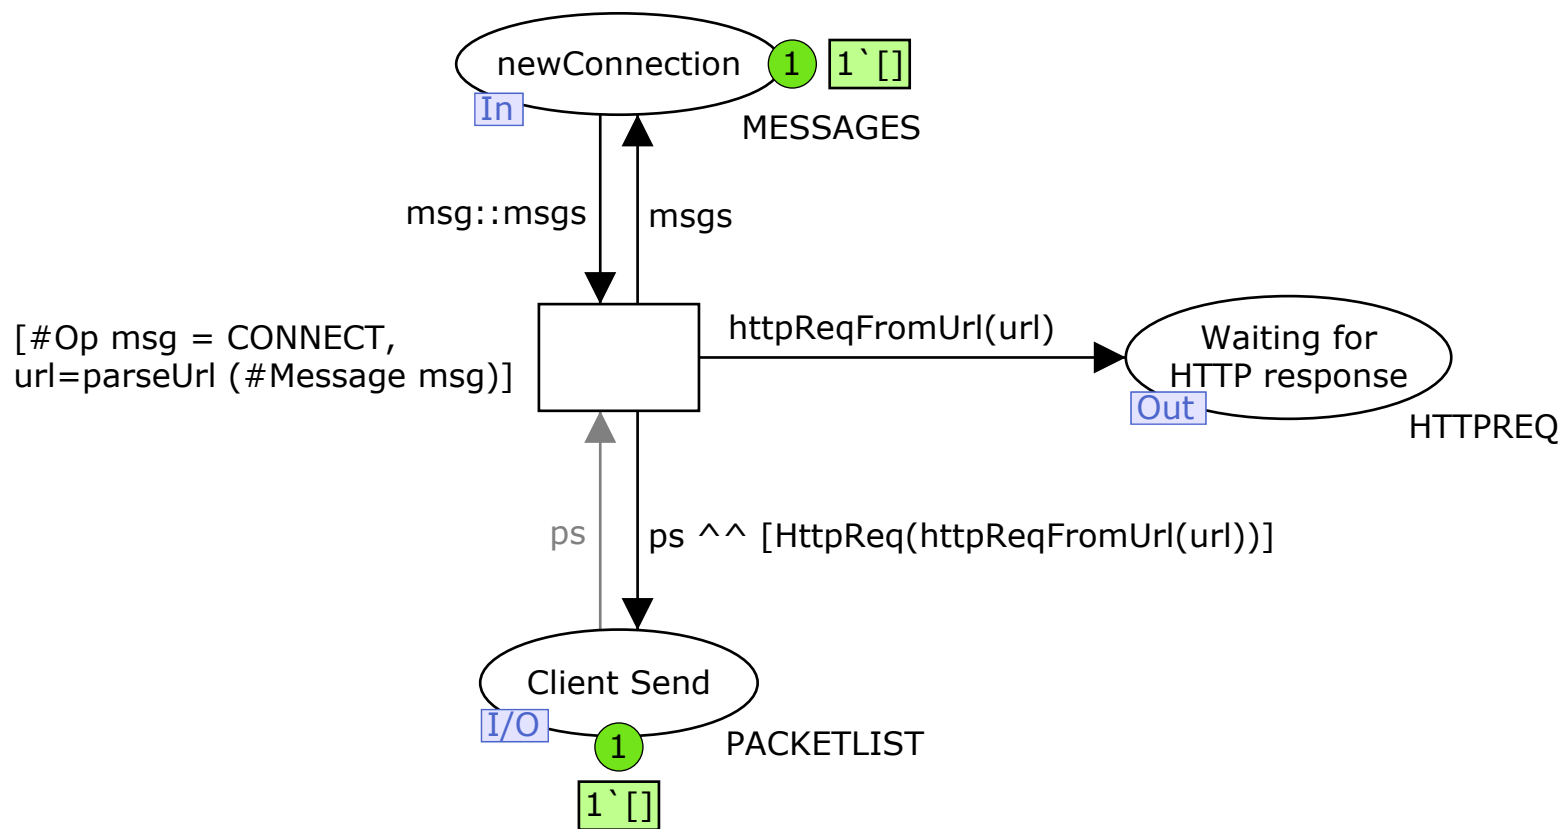 newConnection
1
1`[]
In
MESSAGES
msg::msgs
msgs
[#Op msg = CONNECT,
url=parseUrl (#Message msg)]
httpReqFromUrl(url)
Waiting for
HTTP response
Out
HTTPREQ
ps
ps ^^ [HttpReq(httpReqFromUrl(url))]
Client Send
I/O
1
PACKETLIST
1`[]